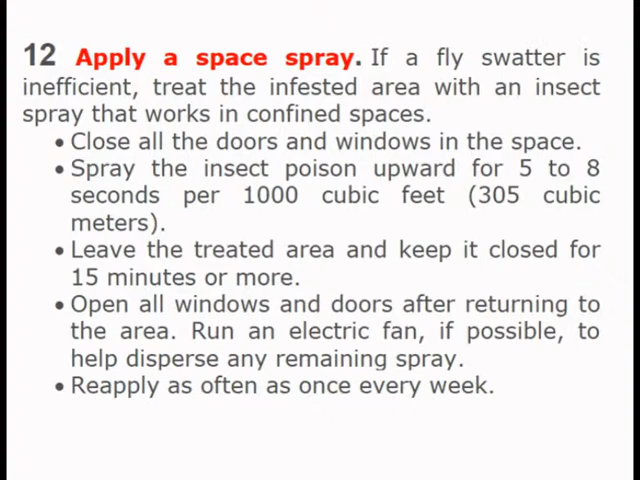 12 Apply a space spray. If a fly swatter is
inefficient, treat the infested area with an insect
spray that works in confined spaces.
• Close all the doors and windows in the space.
• Spray the insect poison upward for 5 to 8
seconds per 1000 cubic feet (305 cubic
meters).
• Leave the treated area and keep it closed for
15 minutes or more.
• Open all windows and doors after returning to
the area. Run an electric fan, if possible, to
help disperse any remaining spray.
• Reapply as often as once every week.